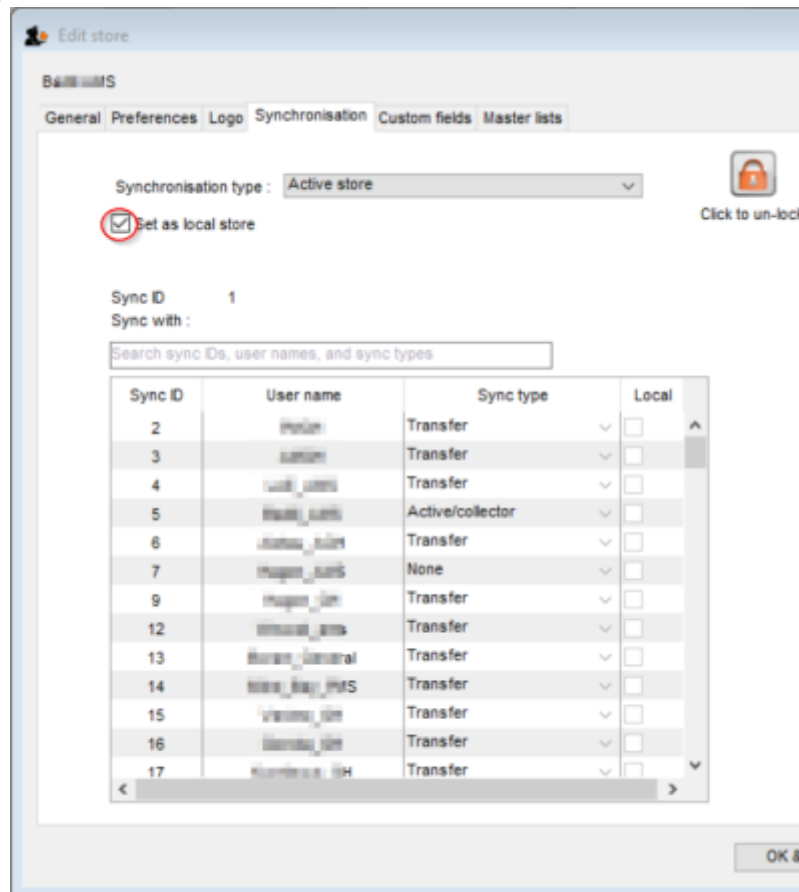 Edit store
General Preferences Logo Synchronisation Custom fields Master lists
Synchronisation type : Active store
Click to un-lock
Set as local store
Sync ID 1
Sync with :
Search sync IDs, user names, and sync types
Sync ID User name Sync type Local
2 Transfer
3 Transfer
4 Transfer
5 Active/collector
6 Transfer
7 None
9 Transfer
12 Transfer
13 Transfer
14 Transfer
15 Transfer
16 Transfer
17 Transfer
OK &